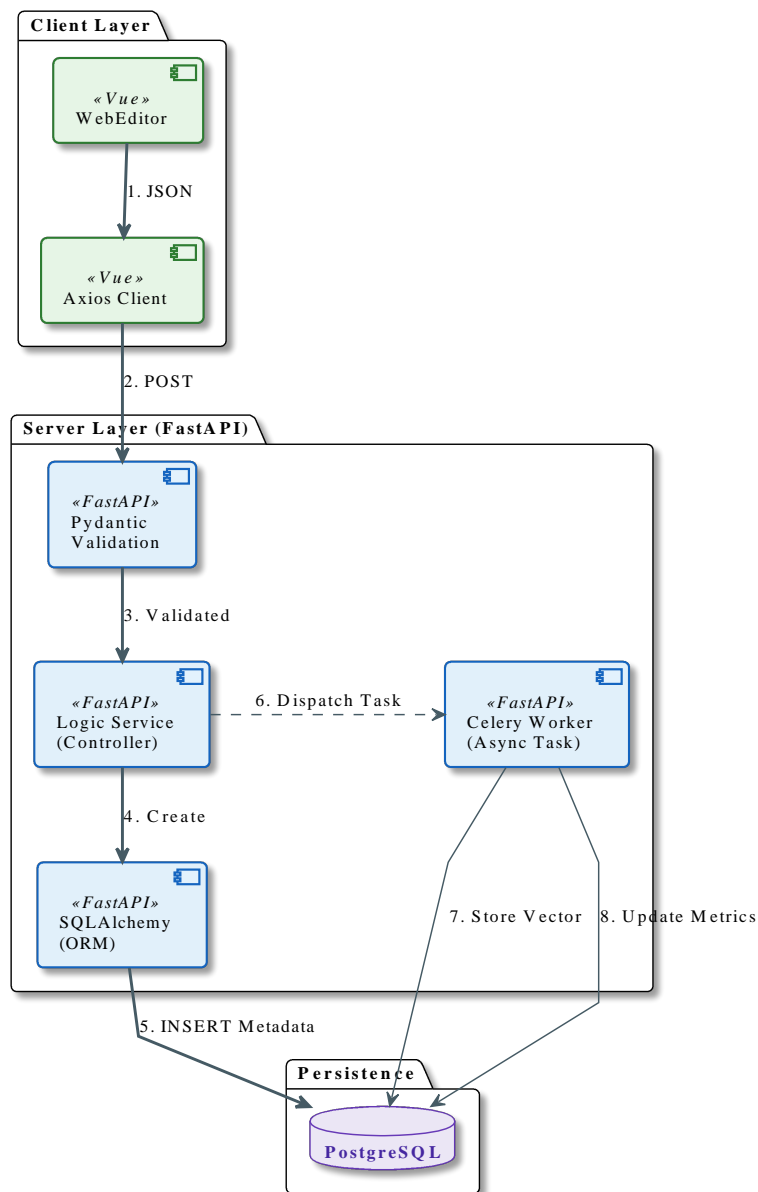 Client Layer
«Vue»
WebEditor
1. JSON
«Vue»
Axios Client
2. POST
Server Layer (FastAPI)
«FastAPI»
Pydantic
Validation
3. Validated
«FastAPI»
Logic Service
(Controller)
6. Dispatch Task
«FastAPI»
Celery Worker
(Async Task)
4. Create
«FastAPI»
SQLAlchemy
(ORM)
7. Store Vector
8. Update Metrics
5. INSERT Metadata
Persistence
PostgreSQL